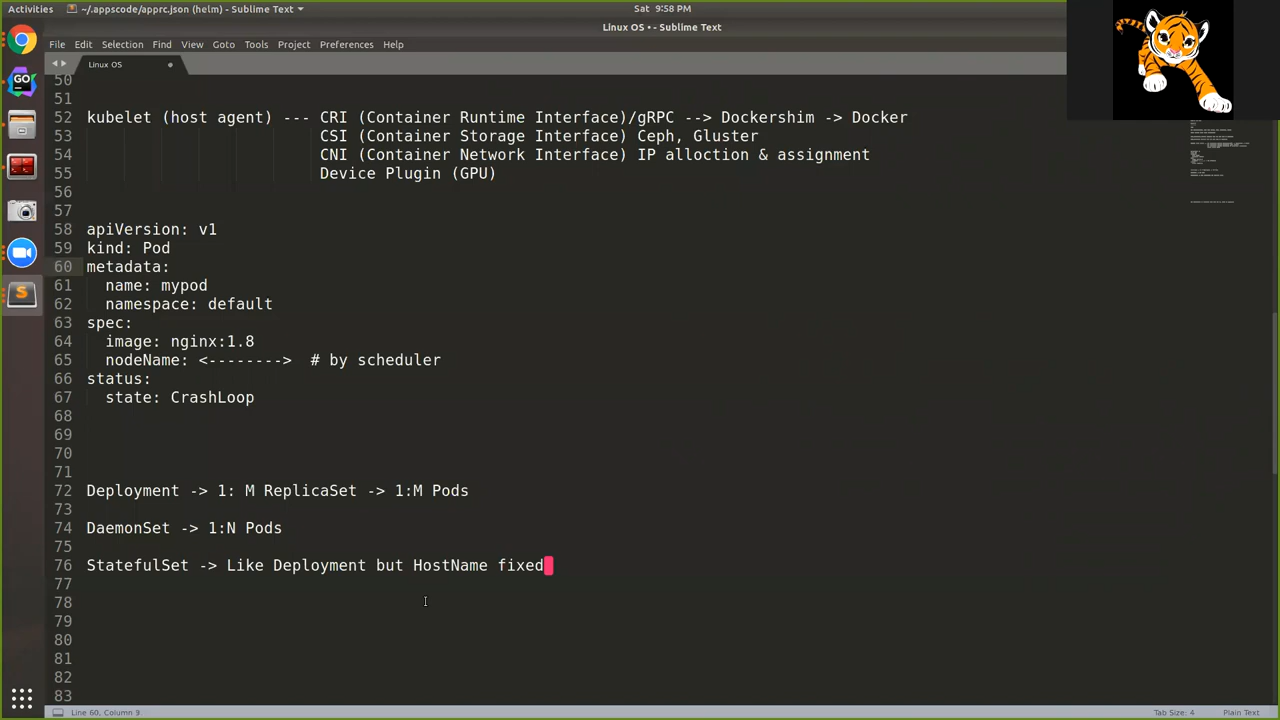 Activities
~/.appscode/apprc.json (helm) - Sublime Text
Sat 9:58 PM
Linux OS • - Sublime Text
File Edit Selection Find View Goto Tools Project Preferences Help
Linux OS
50
51
52 kubelet (host agent) --- CRI (Container Runtime Interface)/gRPC --> Dockershim -> Docker
53 CSI (Container Storage Interface) Ceph, Gluster
54 CNI (Container Network Interface) IP alloction & assignment
55 Device Plugin (GPU)
56
57
58 apiVersion: v1
59 kind: Pod
60 metadata:
61 name: mypod
62 namespace: default
63 spec:
64 image: nginx:1.8
65 nodeName: <--------> # by scheduler
66 status:
67 state: CrashLoop
68
69
70
71
72 Deployment -> 1: M ReplicaSet -> 1:M Pods
73
74 DaemonSet -> 1:N Pods
75
76 StatefulSet -> Like Deployment but HostName fixed
77
78
79
80
81
82
83
Line 60, Column 9
Tab Size: 4
Plain Text
GO
S